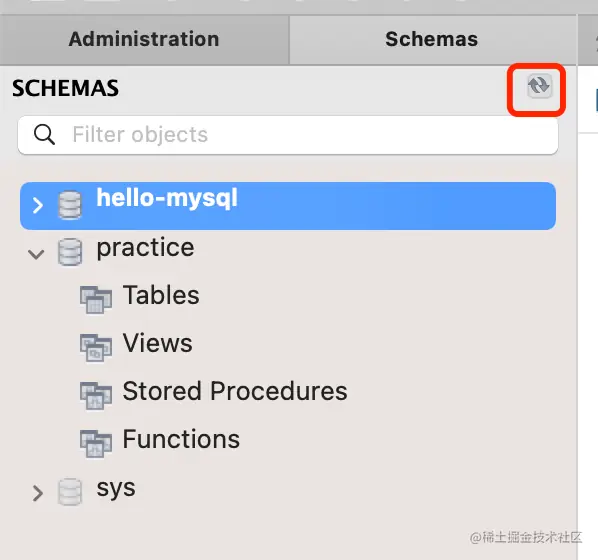 Administration
Schemas
SCHEMAS
Filter objects
hello-mysql
practice
Tables
Views
Stored Procedures
Functions
sys
@稀土掘金技术社区